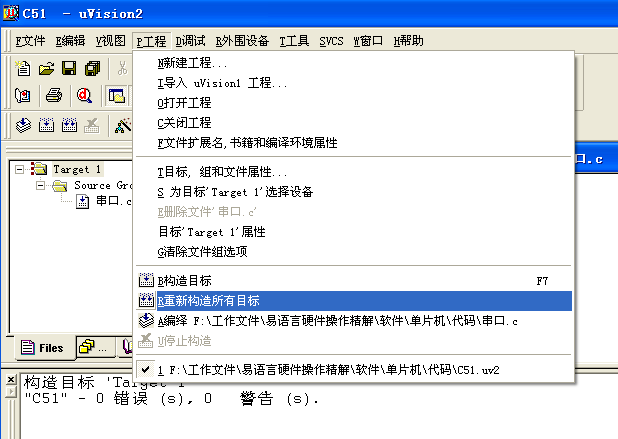 C51 - uVision2
F文件 E编辑 V视图 P工程 D调试 R外围设备 T工具 SVCS W窗口 H帮助
N新建工程...
I导入 uVision1 工程...
O打开工程
C关闭工程
F文件扩展名,书籍和编译环境属性
口.c
Target 1
T目标, 组和文件属性...
Source Gro
S 为目标'Target 1'选择设备
串口.c
E删除文件'串口.c'
目标'Target 1'属性
G清除文件组选项
B构造目标 F7
R重新构造所有目标
A编绎 F:\工作文件\易语言硬件操作精解\软件\单片机\代码\串口.c
U停止构造
Files ...
1 F:\工作文件\易语言硬件操作精解\软件\单片机\代码\C51.uv2
构造目标 'Target 1'
"C51" - 0 错误 (s), 0 警告 (s).